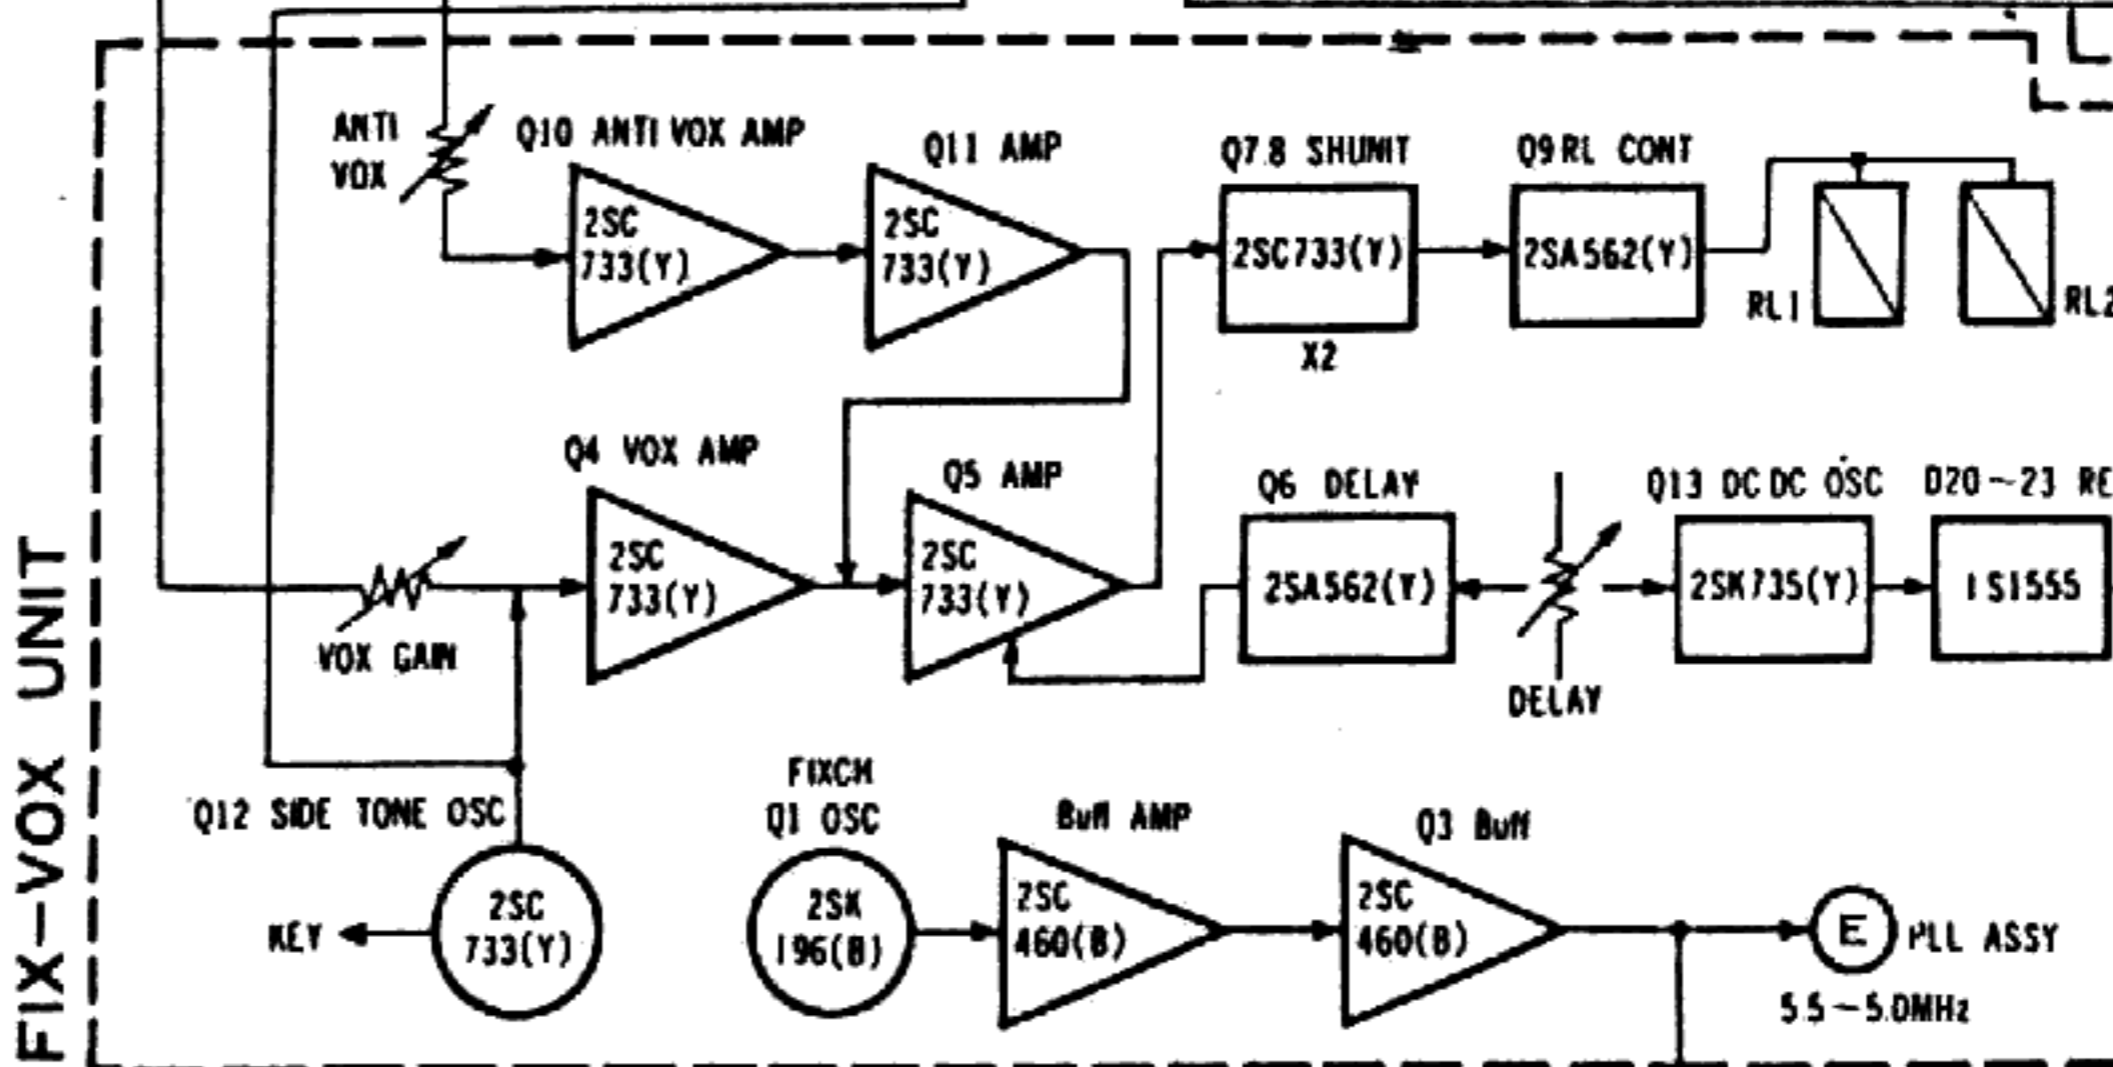 FIX-VOX UNIT
ANTI
VOX
Q10 ANTI VOX AMP
2SC
733(Y)
Q11 AMP
2SC
733(Y)
Q7.8 SHUNIT
2SC733(Y)
X2
Q9 RL CONT
2SA562(Y)
RL1
RL2
VOX GAIN
Q4 VOX AMP
2SC
733(Y)
Q5 AMP
2SC
733(Y)
Q6 DELAY
2SA562(Y)
DELAY
Q13 DC DC OSC
2SK735(Y)
D20~23 RE
1S1555
Q12 SIDE TONE OSC
KEY
2SC
733(Y)
FIXCH
Q1 OSC
2SK
196(B)
Buff AMP
2SC
460(B)
Q3 Buff
2SC
460(B)
E
PLL ASSY
5.5~5.0MHz